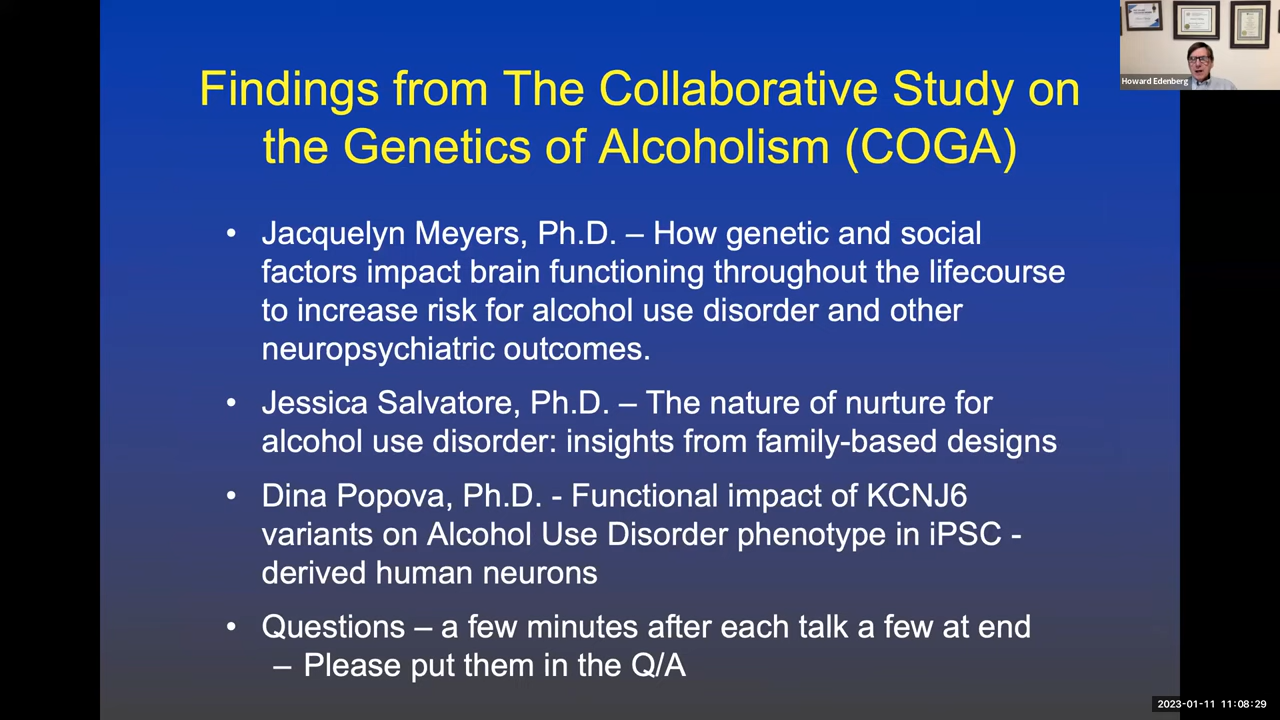 Findings from The Collaborative Study on
the Genetics of Alcoholism (COGA)
• Jacquelyn Meyers, Ph.D. – How genetic and social
factors impact brain functioning throughout the lifecourse
to increase risk for alcohol use disorder and other
neuropsychiatric outcomes.
• Jessica Salvatore, Ph.D. – The nature of nurture for
alcohol use disorder: insights from family-based designs
• Dina Popova, Ph.D. - Functional impact of KCNJ6
variants on Alcohol Use Disorder phenotype in iPSC -
derived human neurons
• Questions – a few minutes after each talk a few at end
– Please put them in the Q/A
Howard Edenberg
2023-01-11 11:08:29